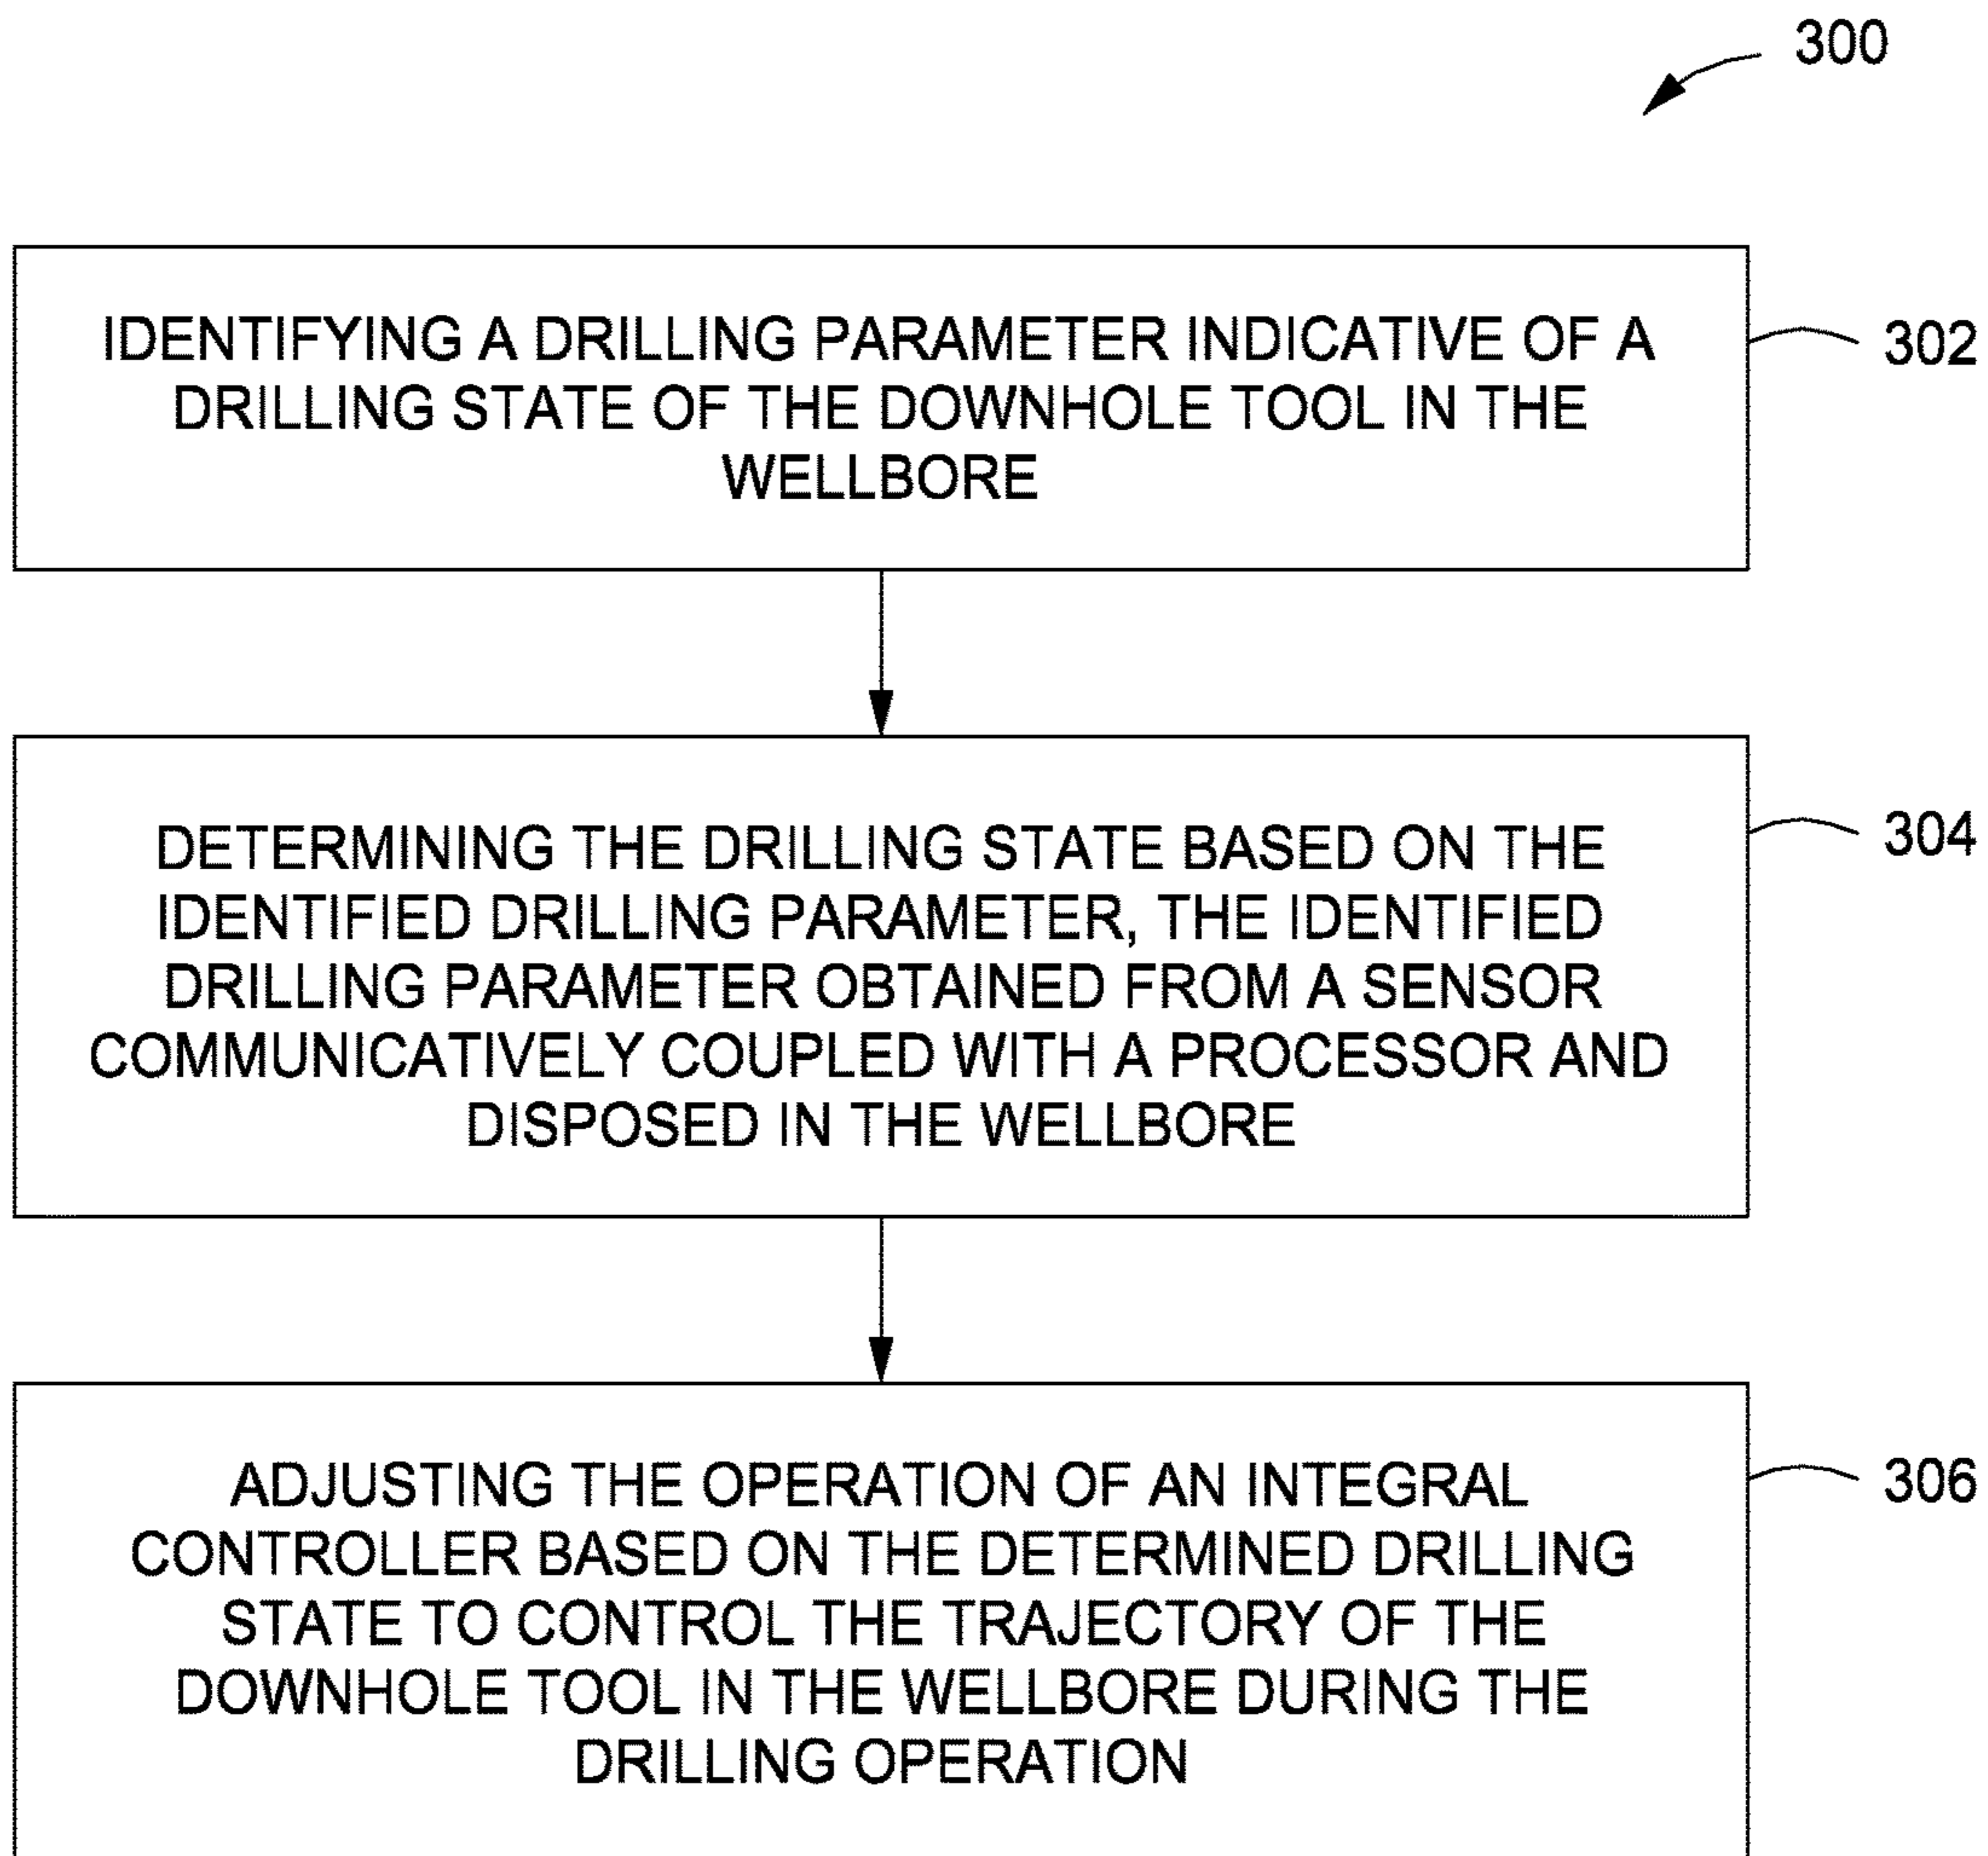 300
IDENTIFYING A DRILLING PARAMETER INDICATIVE OF A
DRILLING STATE OF THE DOWNHOLE TOOL IN THE
WELLBORE
302
DETERMINING THE DRILLING STATE BASED ON THE
IDENTIFIED DRILLING PARAMETER, THE IDENTIFIED
DRILLING PARAMETER OBTAINED FROM A SENSOR
COMMUNICATIVELY COUPLED WITH A PROCESSOR AND
DISPOSED IN THE WELLBORE
304
ADJUSTING THE OPERATION OF AN INTEGRAL
CONTROLLER BASED ON THE DETERMINED DRILLING
STATE TO CONTROL THE TRAJECTORY OF THE
DOWNHOLE TOOL IN THE WELLBORE DURING THE
DRILLING OPERATION
306